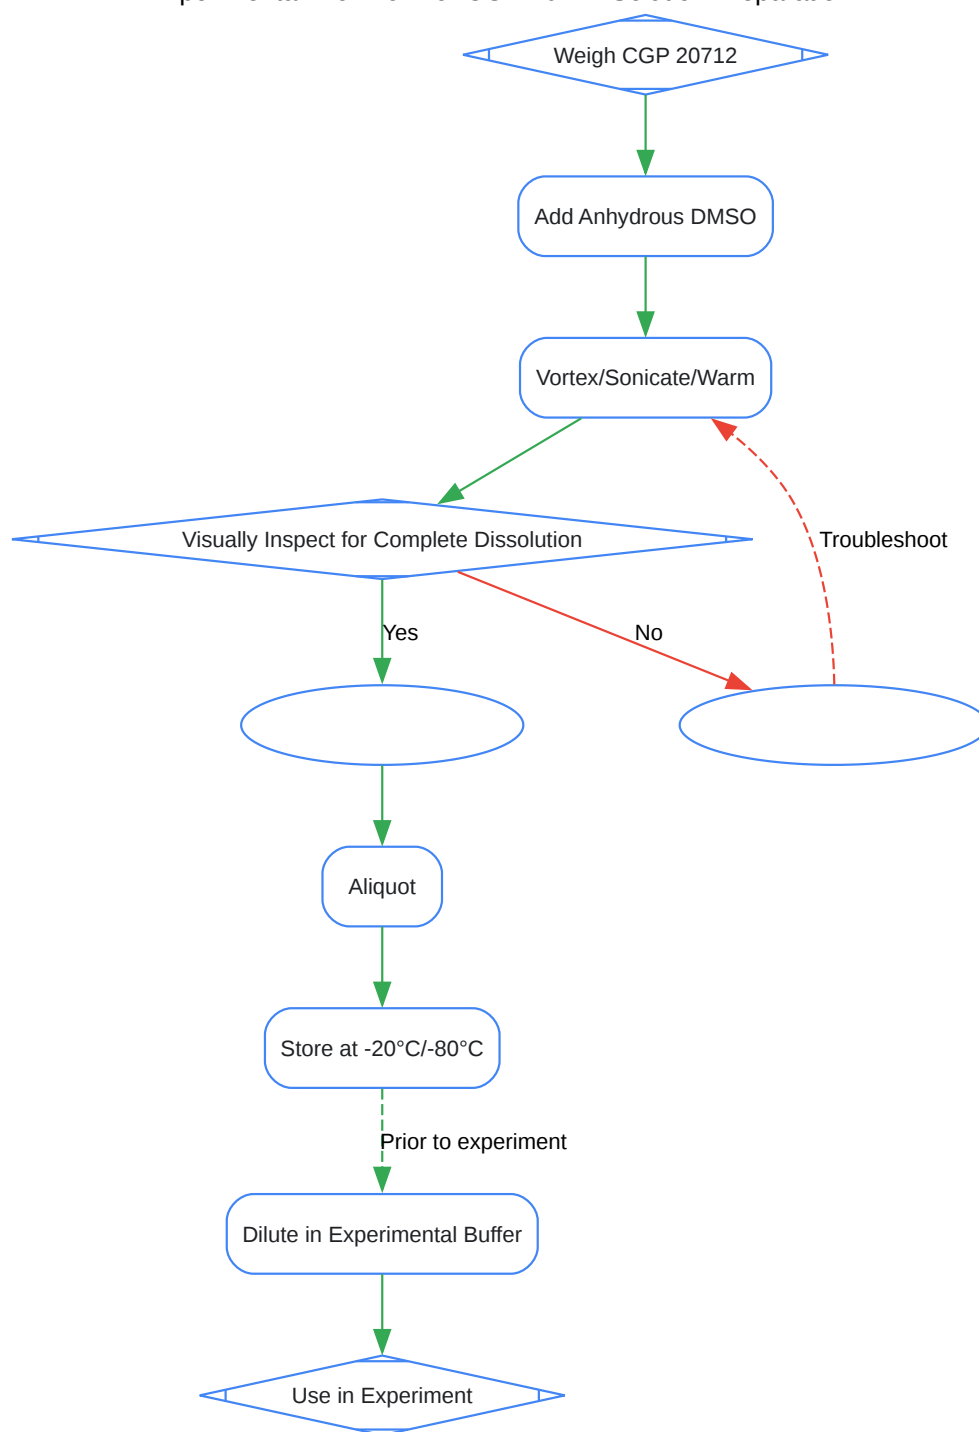 Weigh CGP 20712
Add Anhydrous DMSO
Vortex/Sonicate/Warm
Visually Inspect for Complete Dissolution
Troubleshoot
Yes
No
Aliquot
Store at -20°C/-80°C
Prior to experiment
Dilute in Experimental Buffer
Use in Experiment